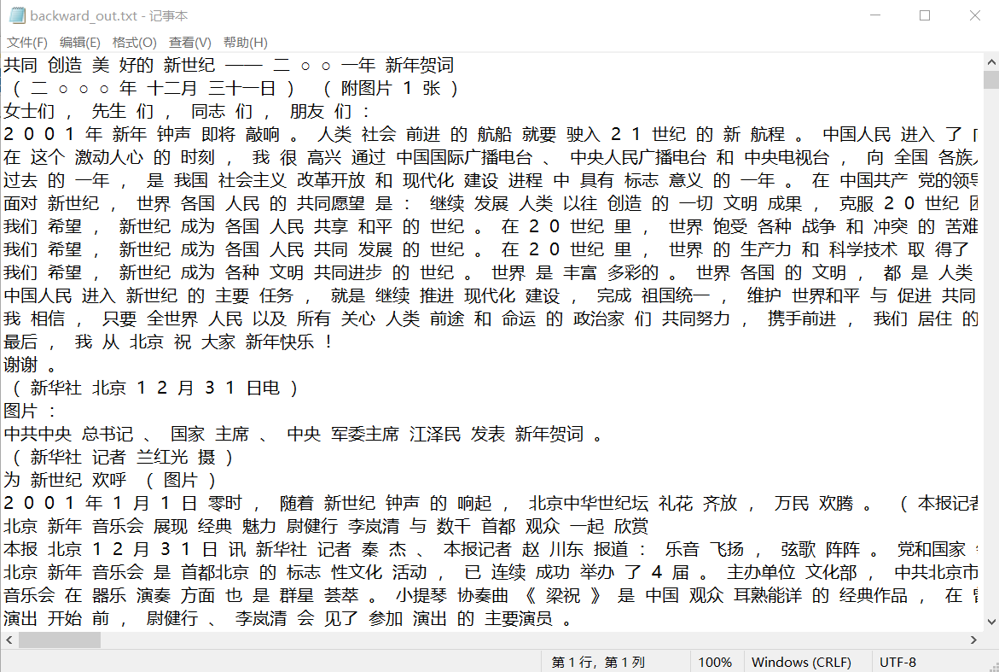 backward_out.txt - 记事本
文件(F) 编辑(E) 格式(O) 查看(V) 帮助(H)
共同 创造 美 好的 新世纪 —— 二 ○ ○ 一年 新年贺词
（ 二 ○ ○ ○ 年 十二月 三十一日 ） （ 附图片 1 张 ）
女士们 ， 先生 们 ， 同志 们 ， 朋友 们 ：
2 0 0 1 年 新年 钟声 即将 敲响 。 人类 社会 前进 的 航船 就要 驶入 2 1 世纪 的 新 航程 。 中国人民 进入 了
在 这个 激动人心 的 时刻 ， 我 很 高兴 通过 中国国际广播电台 、 中央人民广播电台 和 中央电视台 ， 向 全国 各族
过去 的 一年 ， 是 我国 社会主义 改革开放 和 现代化 建设 进程 中 具有 标志 意义 的 一年 。 在 中国共产 党的领导
面对 新世纪 ， 世界 各国 人民 的 共同愿望 是 ： 继续 发展 人类 以往 创造 的 一切 文明 成果 ， 克服 2 0 世纪
我们 希望 ， 新世纪 成为 各国 人民 共享 和平 的 世纪 。 在 2 0 世纪 里 ， 世界 饱受 各种 战争 和 冲突 的 苦难
我们 希望 ， 新世纪 成为 各国 人民 共同 发展 的 世纪 。 在 2 0 世纪 里 ， 世界 的 生产力 和 科学技术 取 得了
我们 希望 ， 新世纪 成为 各种 文明 共同进步 的 世纪 。 世界 是 丰富 多彩的 。 世界 各国 的 文明 ， 都 是 人类
中国人民 进入 新世纪 的 主要 任务 ， 就是 继续 推进 现代化 建设 ， 完成 祖国统一 ， 维护 世界和平 与 促进 共同
我 相信 ， 只要 全世界 人民 以及 所有 关心 人类 前途 和 命运 的 政治家 们 共同努力 ， 携手前进 ， 我们 居住 的
最后 ， 我 从 北京 祝 大家 新年快乐 ！
谢谢 。
（ 新华社 北京 1 2 月 3 1 日电 ）
图片 ：
中共中央 总书记 、 国家 主席 、 中央 军委主席 江泽民 发表 新年贺词 。
（ 新华社 记者 兰红光 摄 ）
为 新世纪 欢呼 （ 图片 ）
2 0 0 1 年 1 月 1 日 零时 ， 随着 新世纪 钟声 的 响起 ， 北京中华世纪坛 礼花 齐放 ， 万民 欢腾 。 （ 本报记者
北京 新年 音乐会 展现 经典 魅力 尉健行 李岚清 与 数千 首都 观众 一起 欣赏
本报 北京 1 2 月 3 1 日 讯 新华社 记者 秦 杰 、 本报记者 赵 川东 报道 ： 乐音 飞扬 ， 弦歌 阵阵 。 党和国家
北京 新年 音乐会 是 首都北京 的 标志 性文化 活动 ， 已 连续 成功 举办 了 4 届 。 主办单位 文化部 ， 中共北京市
音乐会 在 器乐 演奏 方面 也 是 群星 荟萃 。 小提琴 协奏曲 《 梁祝 》 是 中国 观众 耳熟能详 的 经典作品 ， 在
演出 开始 前 ， 尉健行 、 李岚清 会 见了 参加 演出 的 主要演员 。
第 1 行，第 1 列 100% Windows (CRLF) UTF-8